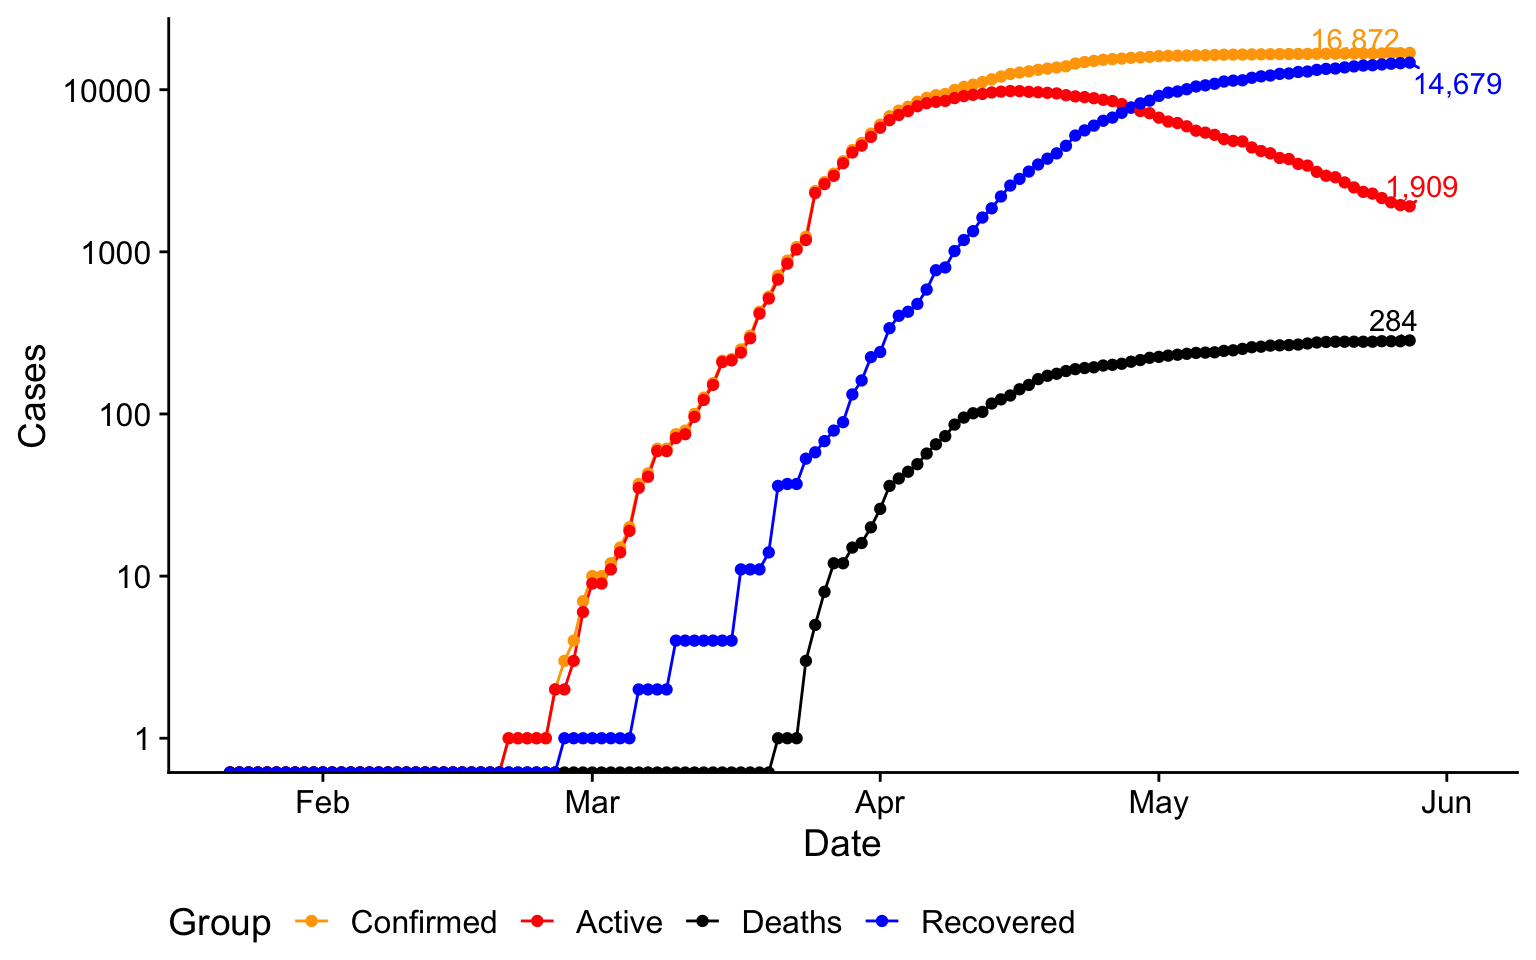 16,872
10000
14,679
1,909
1000
284
Cases
100
10
1
Feb Mar Apr May Jun
Date
Group Confirmed Active Deaths Recovered